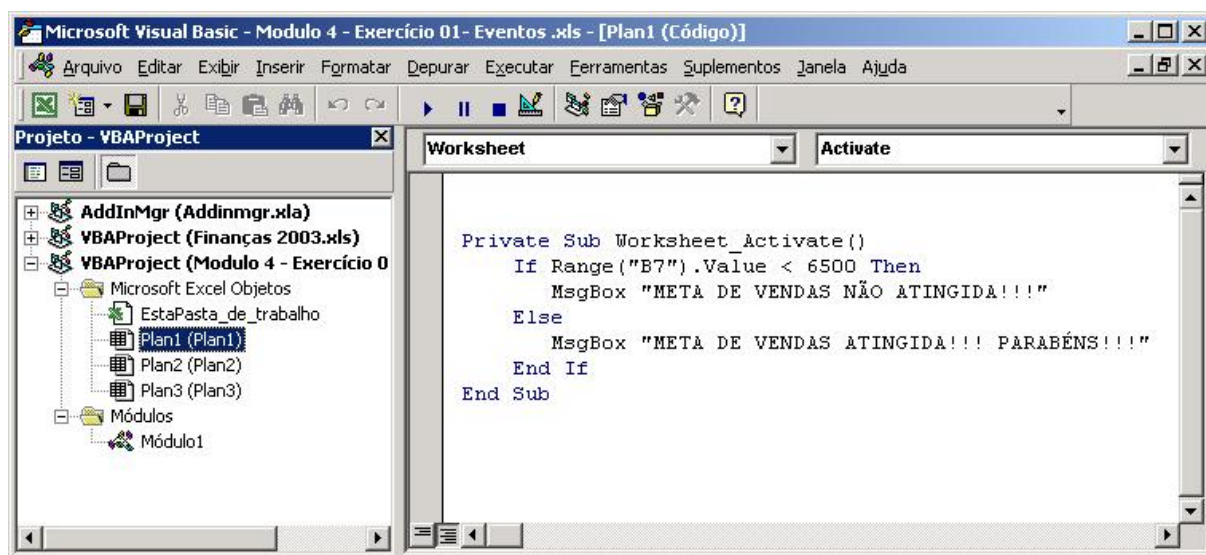 Microsoft Visual Basic - Modulo 4 - Exercício 01- Eventos .xls - [Plan1 (Código)]
Arquivo Editar Exibir Inserir Formatar Depurar Executar Ferramentas Suplementos Janela Ajuda
Projeto - VBAProject
AddInMgr (Addinmgr.xla)
VBAProject (Finanças 2003.xls)
VBAProject (Modulo 4 - Exercício 0
Microsoft Excel Objetos
EstaPasta_de_trabalho
Plan1 (Plan1)
Plan2 (Plan2)
Plan3 (Plan3)
Módulos
Módulo1
Worksheet Activate
Private Sub Worksheet_Activate()
If Range("B7").Value < 6500 Then
MsgBox "META DE VENDAS NÃO ATINGIDA!!!"
Else
MsgBox "META DE VENDAS ATINGIDA!!! PARABÉNS!!!"
End If
End Sub